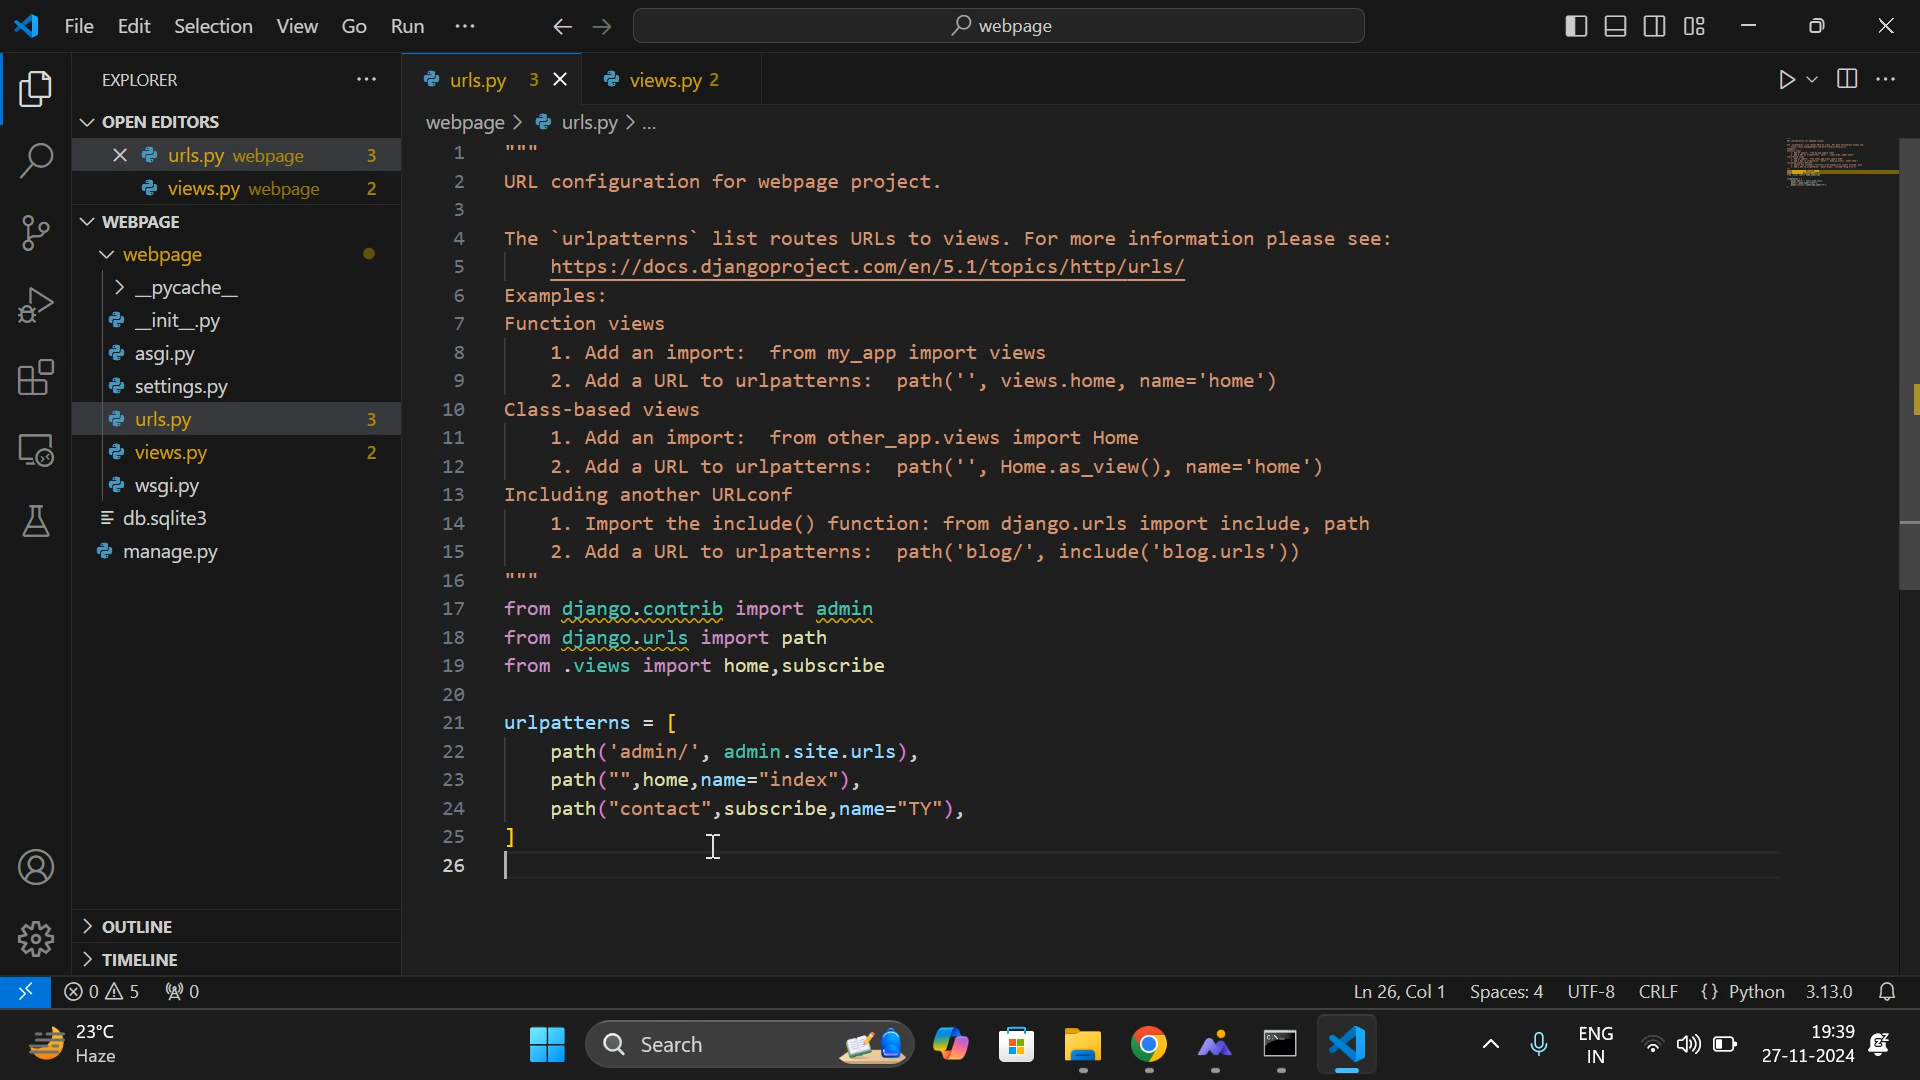 File Edit Selection View Go Run ···
webpage
EXPLORER ···
OPEN EDITORS
urls.py webpage 3
views.py webpage 2
WEBPAGE
webpage
__pycache__
__init__.py
asgi.py
settings.py
urls.py 3
views.py 2
wsgi.py
db.sqlite3
manage.py
OUTLINE
TIMELINE
urls.py 3
views.py 2
webpage > urls.py > ...
1 """
2 URL configuration for webpage project.
3
4 The `urlpatterns` list routes URLs to views. For more information please see:
5 https://docs.djangoproject.com/en/5.1/topics/http/urls/
6 Examples:
7 Function views
8 1. Add an import:  from my_app import views
9 2. Add a URL to urlpatterns:  path('', views.home, name='home')
10 Class-based views
11 1. Add an import:  from other_app.views import Home
12 2. Add a URL to urlpatterns:  path('', Home.as_view(), name='home')
13 Including another URLconf
14 1. Import the include() function: from django.urls import include, path
15 2. Add a URL to urlpatterns:  path('blog/', include('blog.urls'))
16 """
17 from django.contrib import admin
18 from django.urls import path
19 from .views import home,subscribe
20
21 urlpatterns = [
22 path('admin/', admin.site.urls),
23 path("",home,name="index"),
24 path("contact",subscribe,name="TY"),
25 ]
26
0 5 0
Ln 26, Col 1 Spaces: 4 UTF-8 CRLF {} Python 3.13.0
23°C
Haze
Search
ENG
IN
19:39
27-11-2024